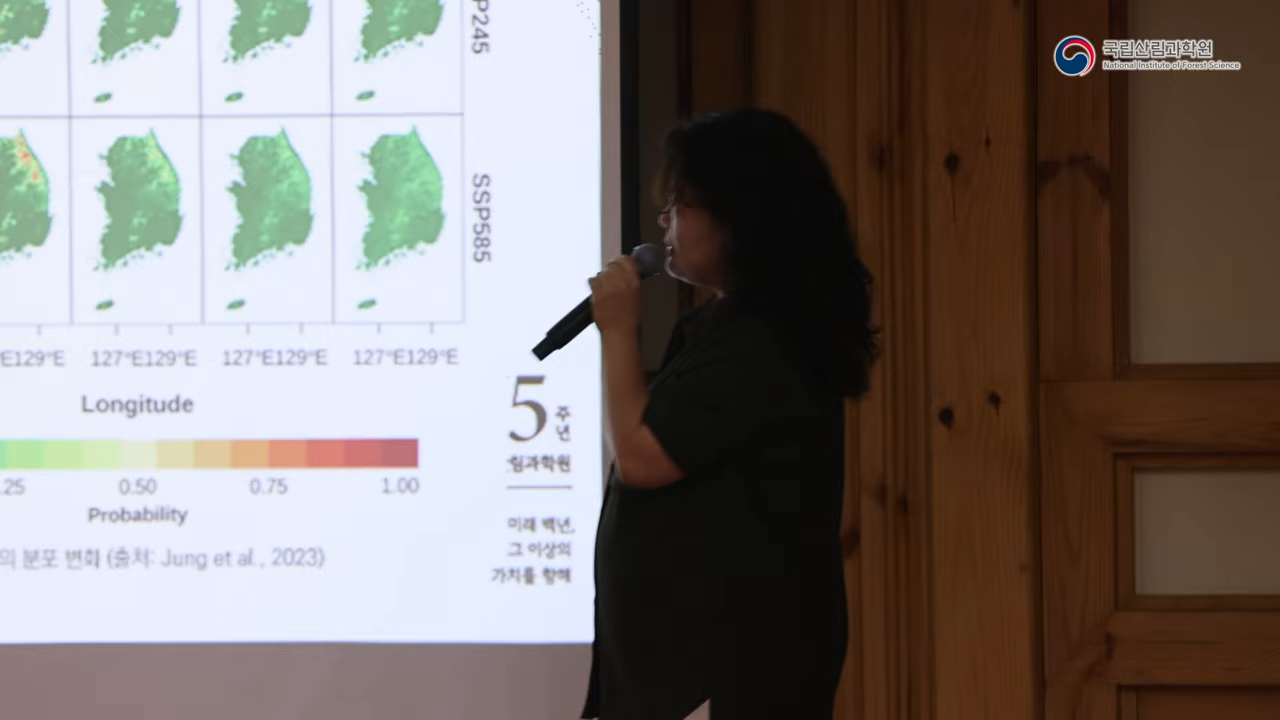 국립산림과학원
National Institute of Forest Science
P245
SSP585
E129°E 127°E129°E 127°E129°E 127°E129°E
Longitude
.25 0.50 0.75 1.00
Probability
의 분포 변화 (출처: Jung et al., 2023)
5주년
림과학원
미래 백년,
그 이상의
가치를 향해